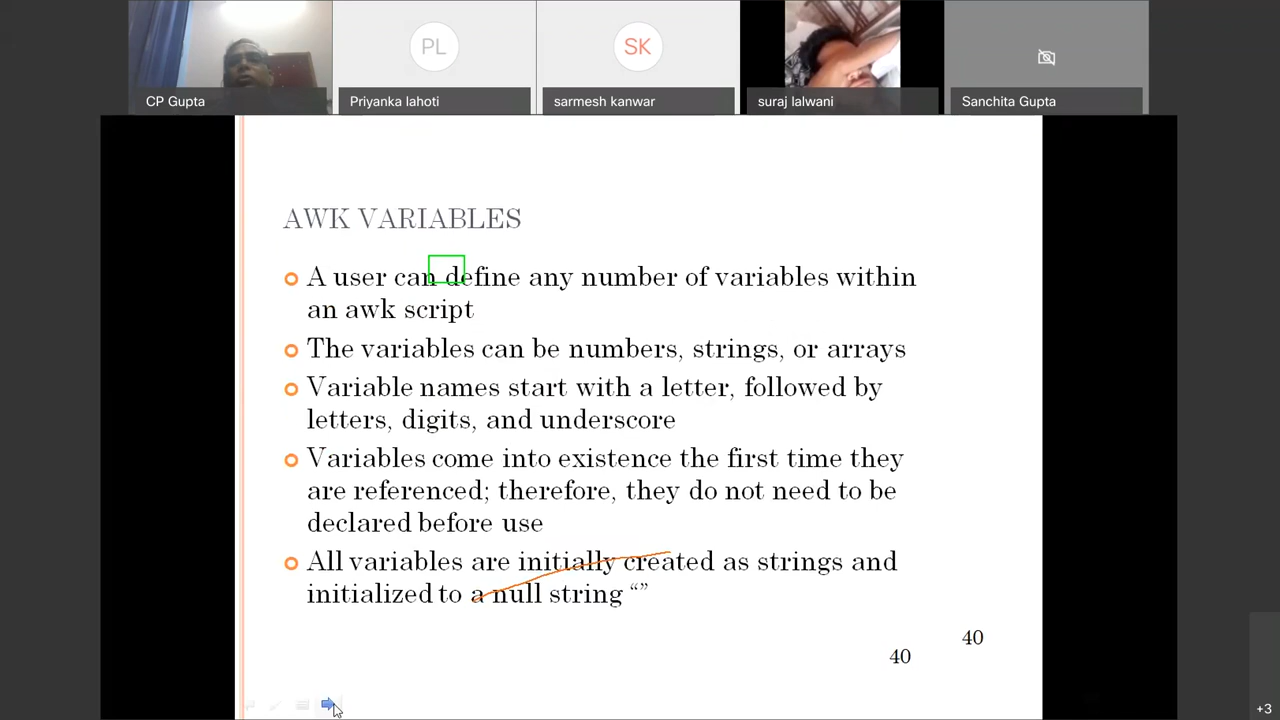 PL
SK
CP Gupta
Priyanka lahoti
sarmesh kanwar
suraj lalwani
Sanchita Gupta
AWK VARIABLES
A user can define any number of variables within
an awk script
The variables can be numbers, strings, or arrays
Variable names start with a letter, followed by
letters, digits, and underscore
Variables come into existence the first time they
are referenced; therefore, they do not need to be
declared before use
All variables are initially created as strings and
initialized to a null string “”
40
40
+3